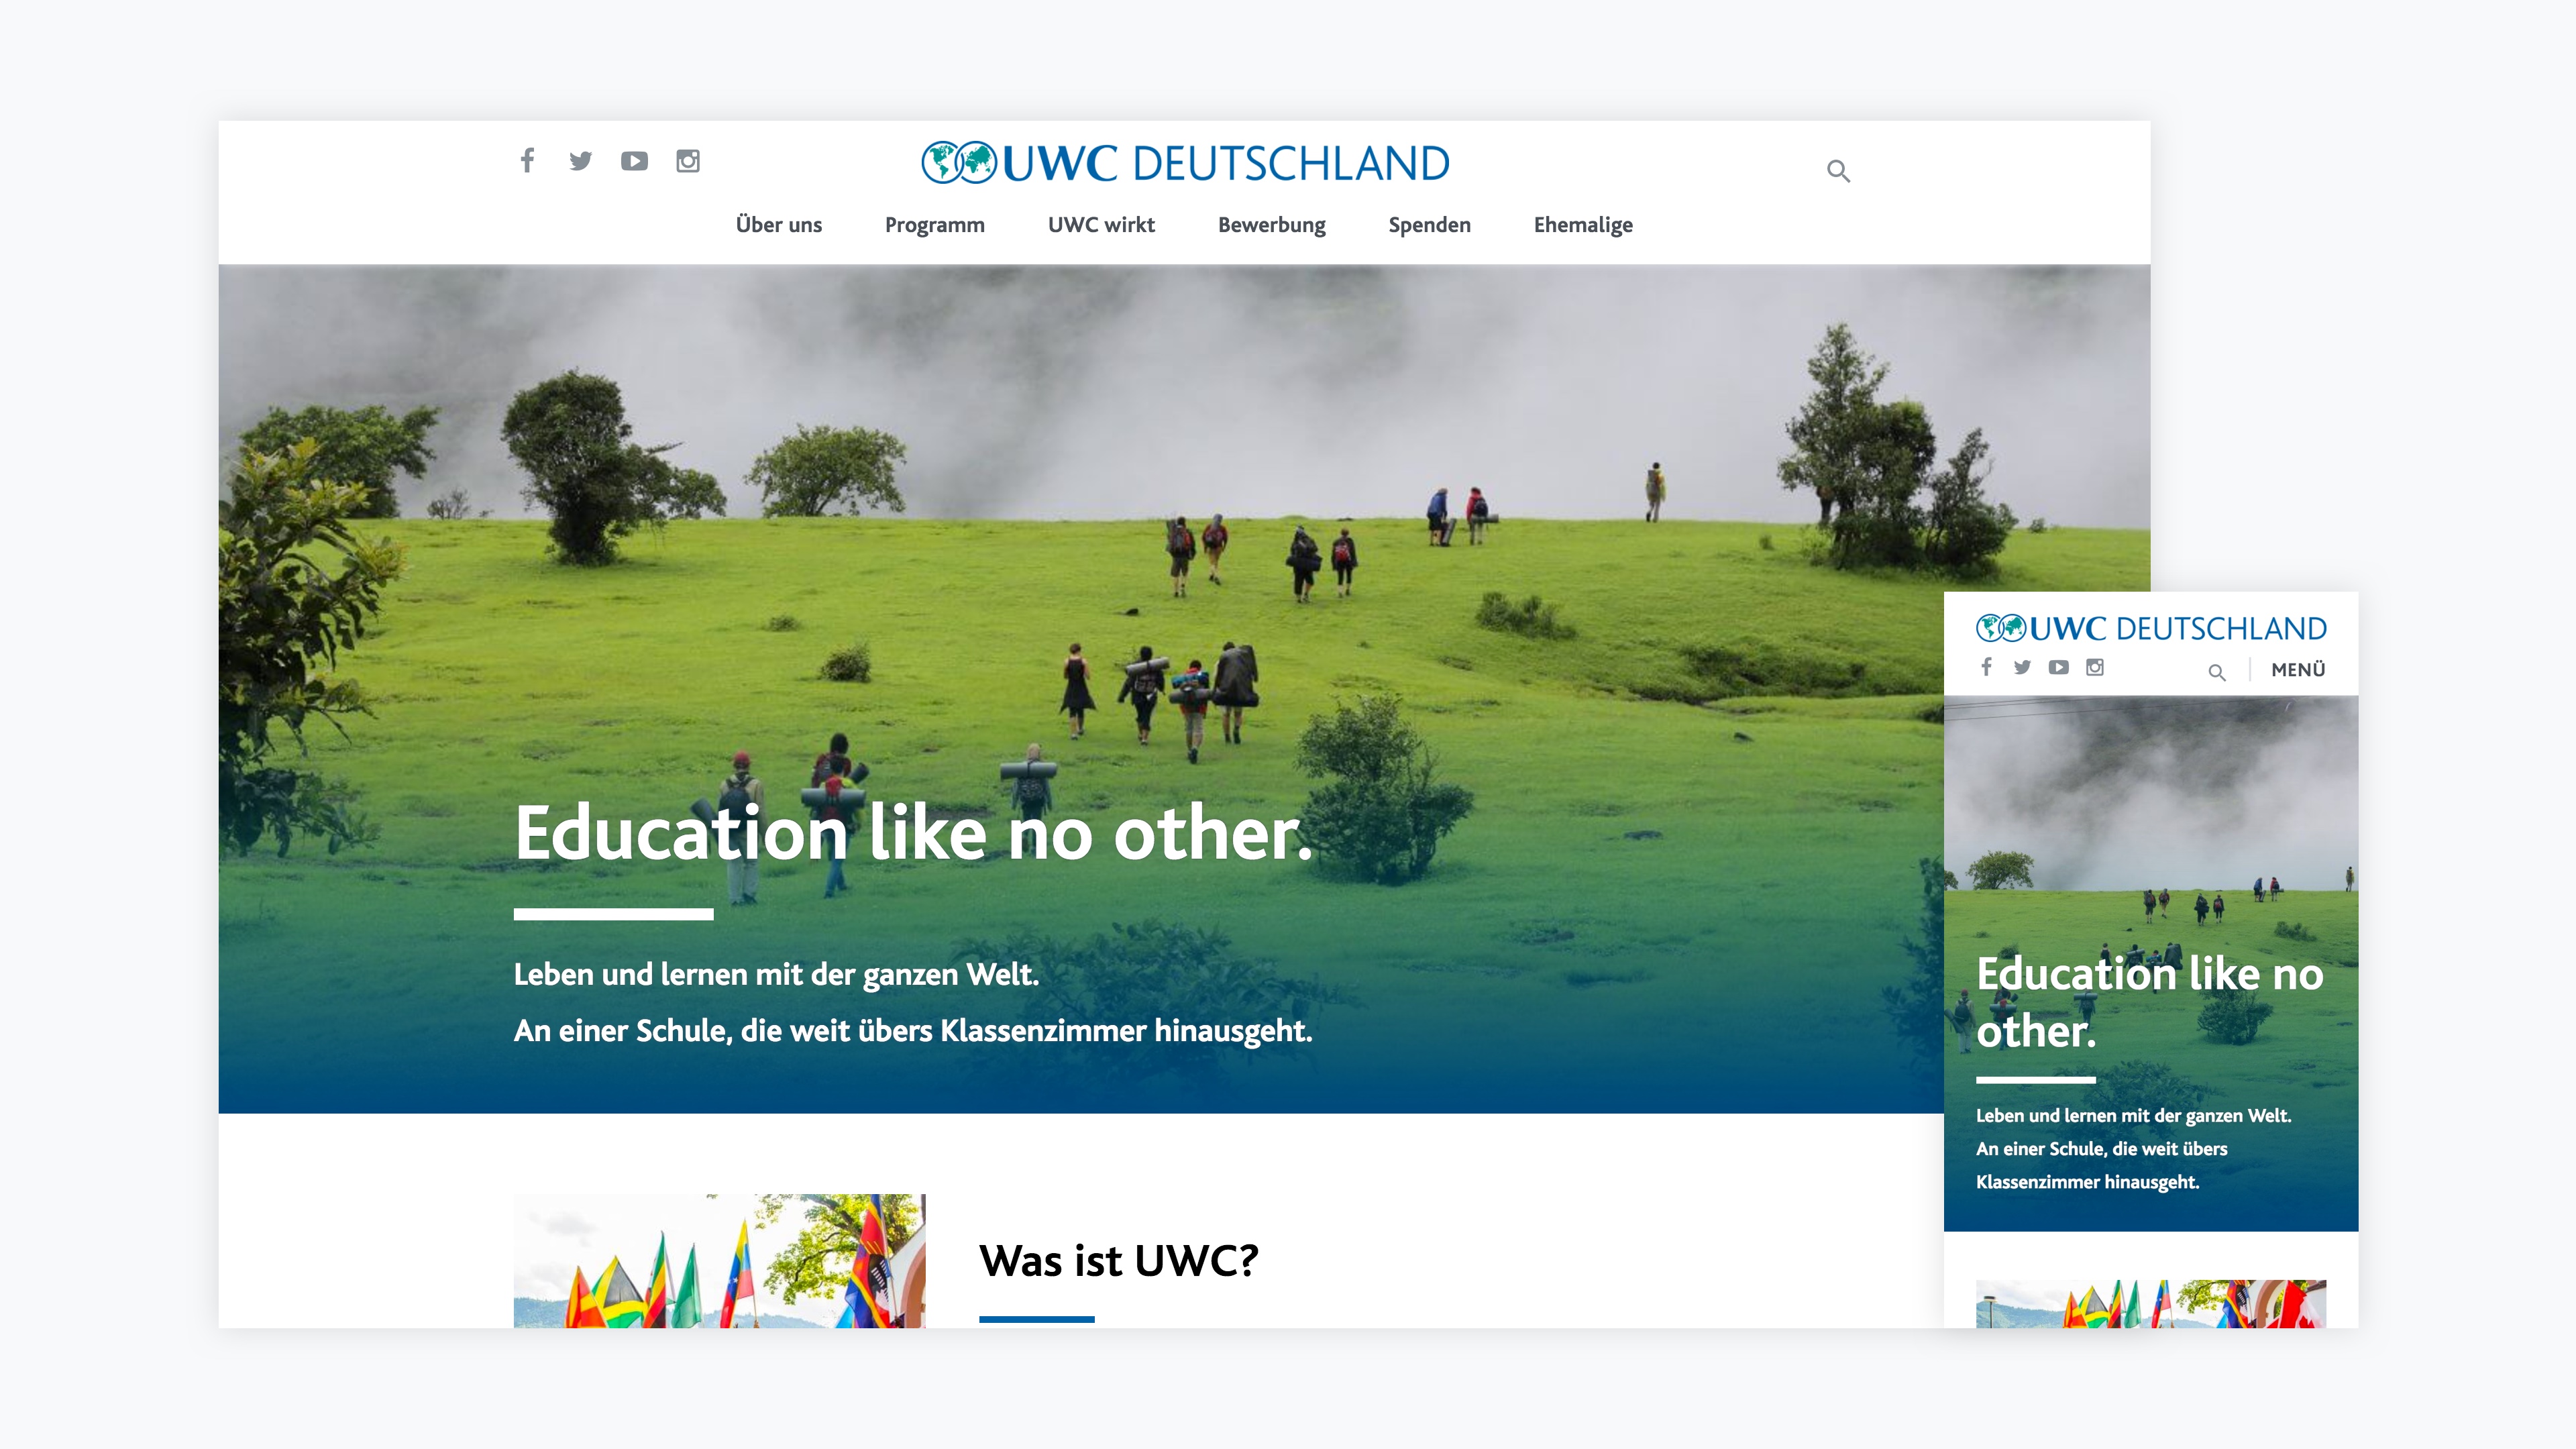 UWC DEUTSCHLAND
Über uns Programm UWC wirkt Bewerbung Spenden Ehemalige
Education like no other.
Leben und lernen mit der ganzen Welt.
An einer Schule, die weit übers Klassenzimmer hinausgeht.
Was ist UWC?
UWC DEUTSCHLAND
MENÜ
Education like no
other.
Leben und lernen mit der ganzen Welt.
An einer Schule, die weit übers
Klassenzimmer hinausgeht.